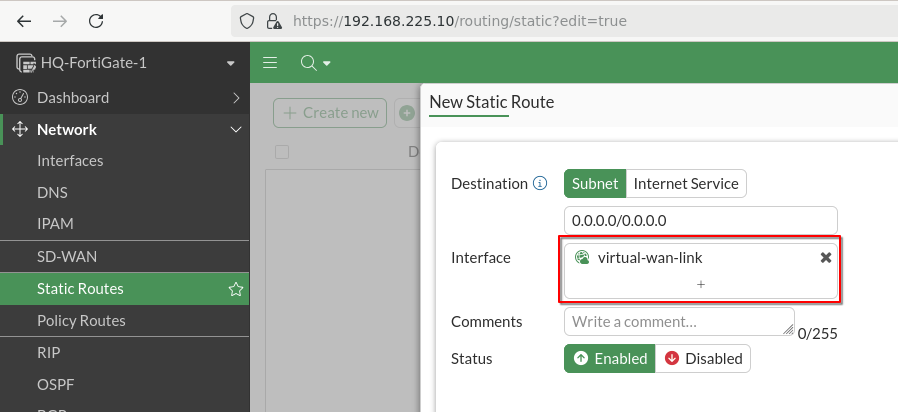 https://192.168.225.10/routing/static?edit=true
HQ-FortiGate-1
Dashboard
Network
Interfaces
DNS
IPAM
SD-WAN
Static Routes
Policy Routes
RIP
OSPF
Create new
D
New Static Route
Destination
Subnet
Internet Service
0.0.0.0/0.0.0.0
Interface
virtual-wan-link
+
Comments
Write a comment...
0/255
Status
Enabled
Disabled